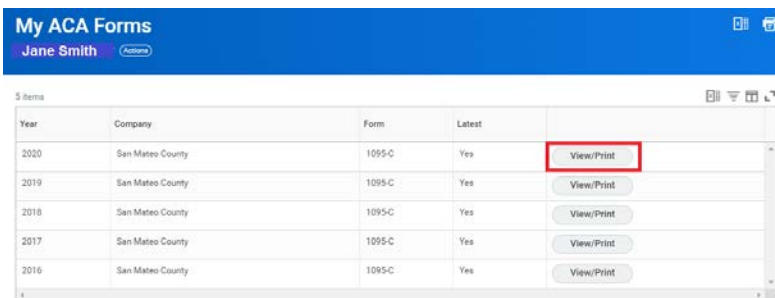 My ACA Forms
Jane Smith Actions
5 items
Year Company Form Latest
2020 San Mateo County 1095-C Yes View/Print
2019 San Mateo County 1095-C Yes View/Print
2018 San Mateo County 1095-C Yes View/Print
2017 San Mateo County 1095-C Yes View/Print
2016 San Mateo County 1095-C Yes View/Print